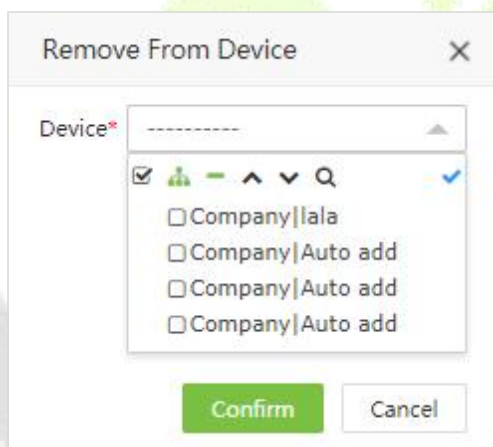 Remove From Device
Device* ----------
Company|lala
Company|Auto add
Company|Auto add
Company|Auto add
Confirm Cancel